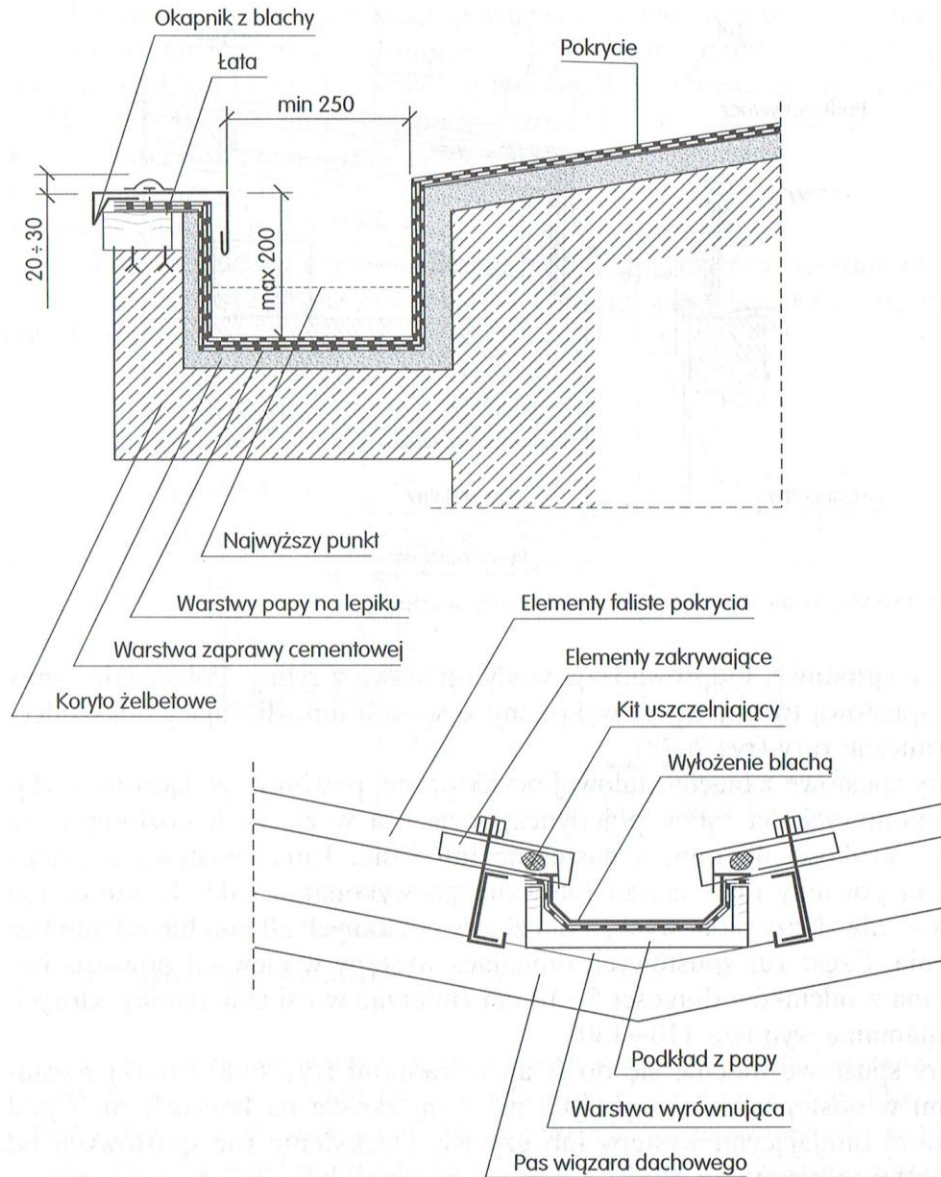 Okapnik z blachy
Łata
Pokrycie
min 250
20 ÷ 30
max 200
Najwyższy punkt
Warstwy papy na lepiku
Warstwa zaprawy cementowej
Koryto żelbetowe
Elementy faliste pokrycia
Elementy zakrywające
Kit uszczelniający
Wyłożenie blachą
Podkład z papy
Warstwa wyrównująca
Pas wiązara dachowego